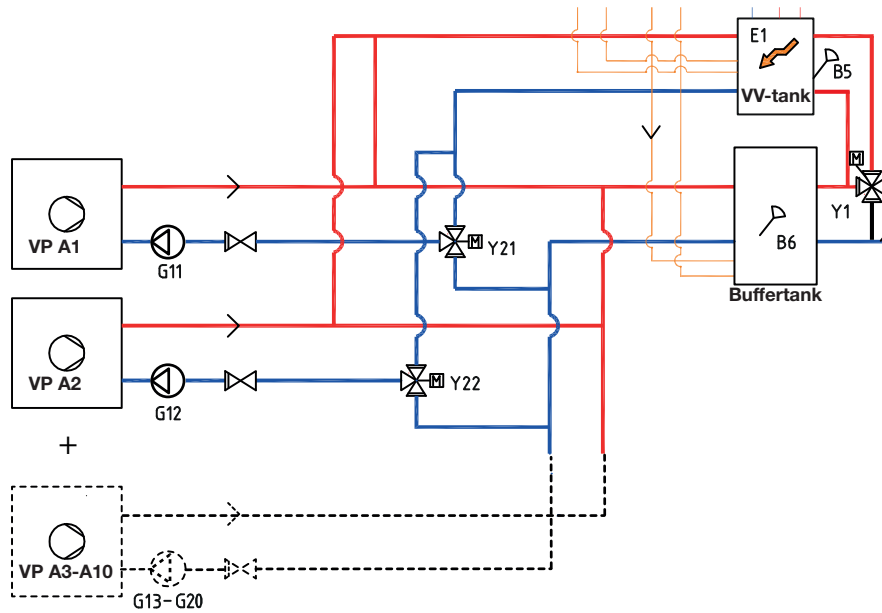 E1
B5
VV-tank
M
Y1
B6
Buffertank
VP A1
G11
M
Y21
VP A2
G12
M
Y22
+
VP A3-A10
G13-G20